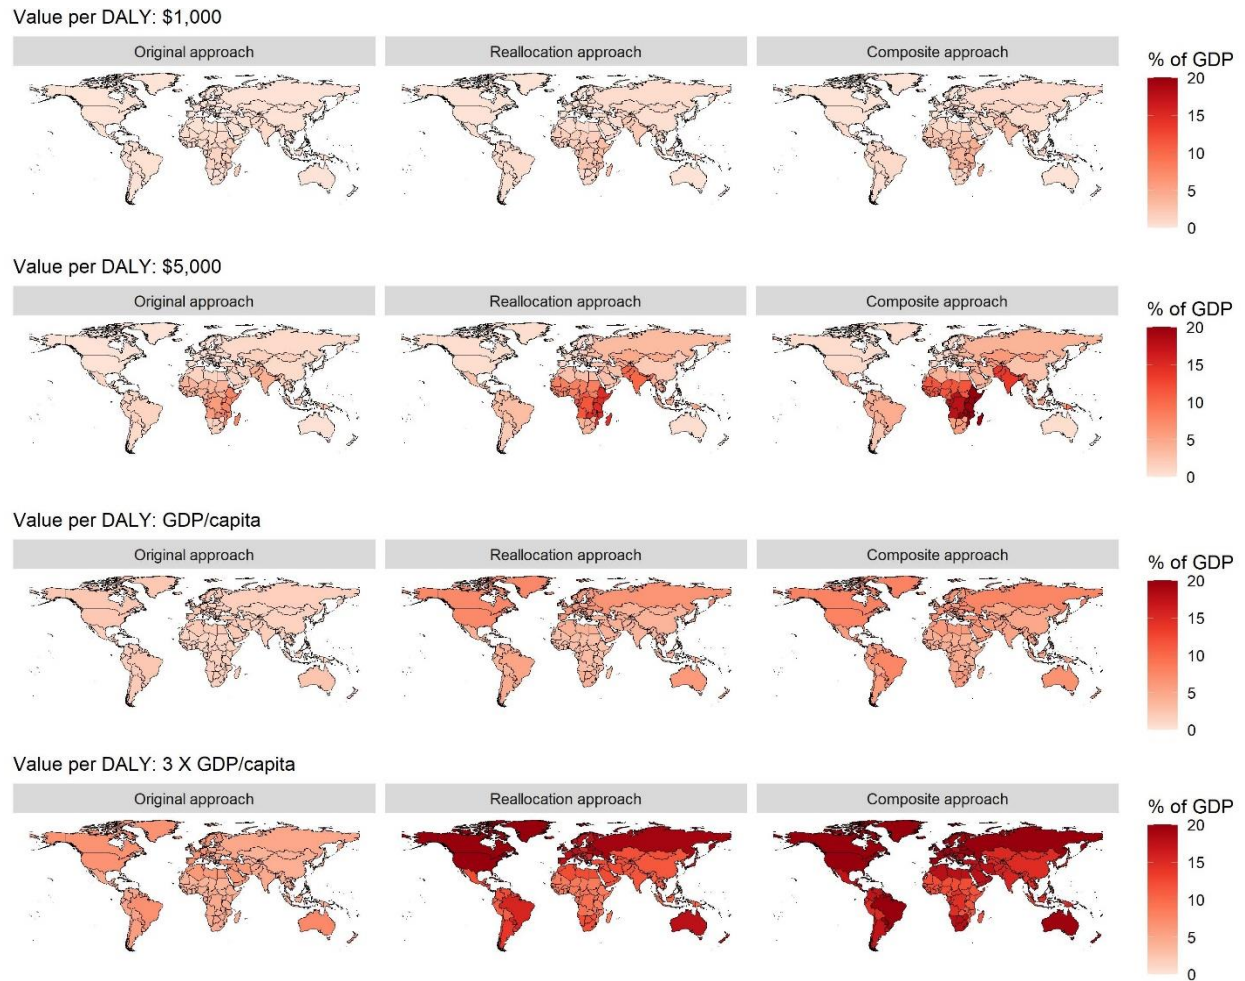 Value per DALY: $1,000
Original approach
Reallocation approach
Composite approach
% of GDP
20
15
10
5
0
Value per DALY: $5,000
Original approach
Reallocation approach
Composite approach
% of GDP
20
15
10
5
0
Value per DALY: GDP/capita
Original approach
Reallocation approach
Composite approach
% of GDP
20
15
10
5
0
Value per DALY: 3 X GDP/capita
Original approach
Reallocation approach
Composite approach
% of GDP
20
15
10
5
0